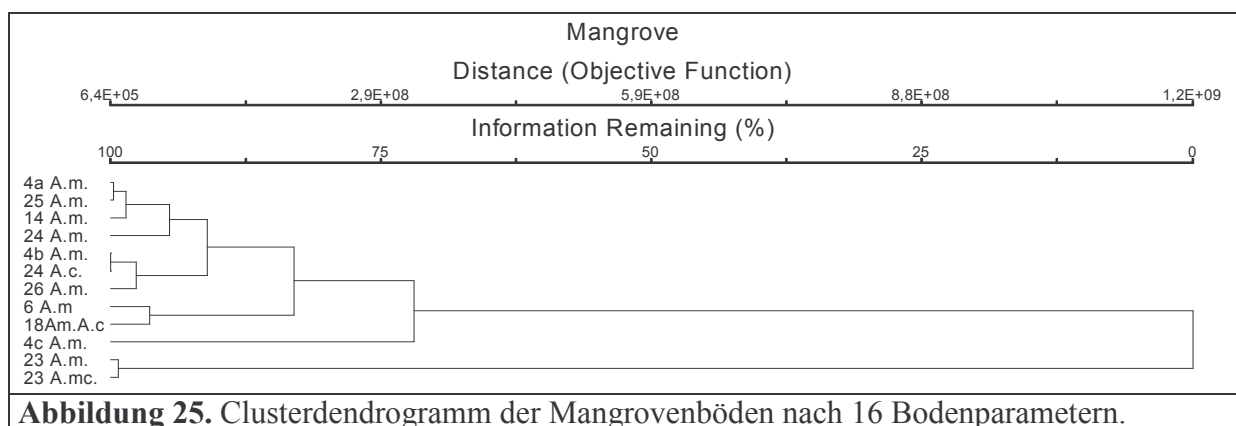 Mangrove
Distance (Objective Function)
6,4E+05 2,9E+08 5,9E+08 8,8E+08 1,2E+09
Information Remaining (%)
100 75 50 25 0
4a A.m.
25 A.m.
14 A.m.
24 A.m.
4b A.m.
24 A.c.
26 A.m.
6 A.m
18Am.A.c
4c A.m.
23 A.m.
23 A.mc.
Abbildung 25. Clusterdendrogramm der Mangrovenböden nach 16 Bodenparametern.